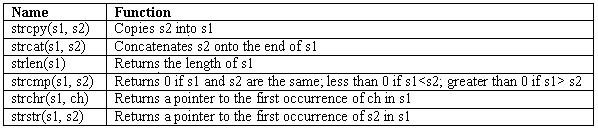 Name Function
strcpy(s1, s2) Copies s2 into s1
strcat(s1, s2) Concatenates s2 onto the end of s1
strlen(s1) Returns the length of s1
strcmp(s1, s2) Returns 0 if s1 and s2 are the same; less than 0 if s1<s2; greater than 0 if s1> s2
strchr(s1, ch) Returns a pointer to the first occurrence of ch in s1
strstr(s1, s2) Returns a pointer to the first occurrence of s2 in s1